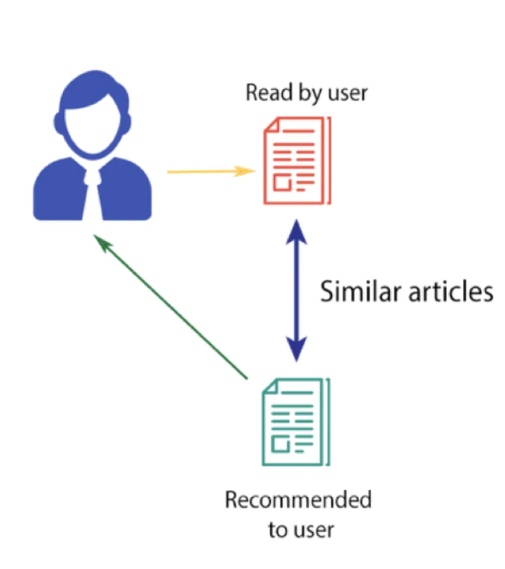 Read by user
Similar articles
Recommended
to user